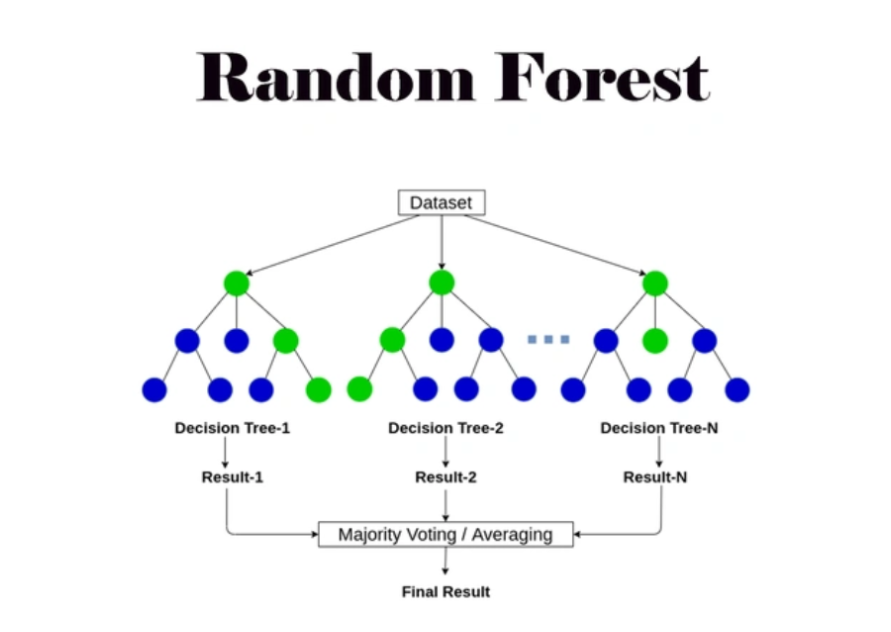 Random Forest
Dataset
Decision Tree-1
Decision Tree-2
Decision Tree-N
Result-1
Result-2
Result-N
Majority Voting / Averaging
Final Result